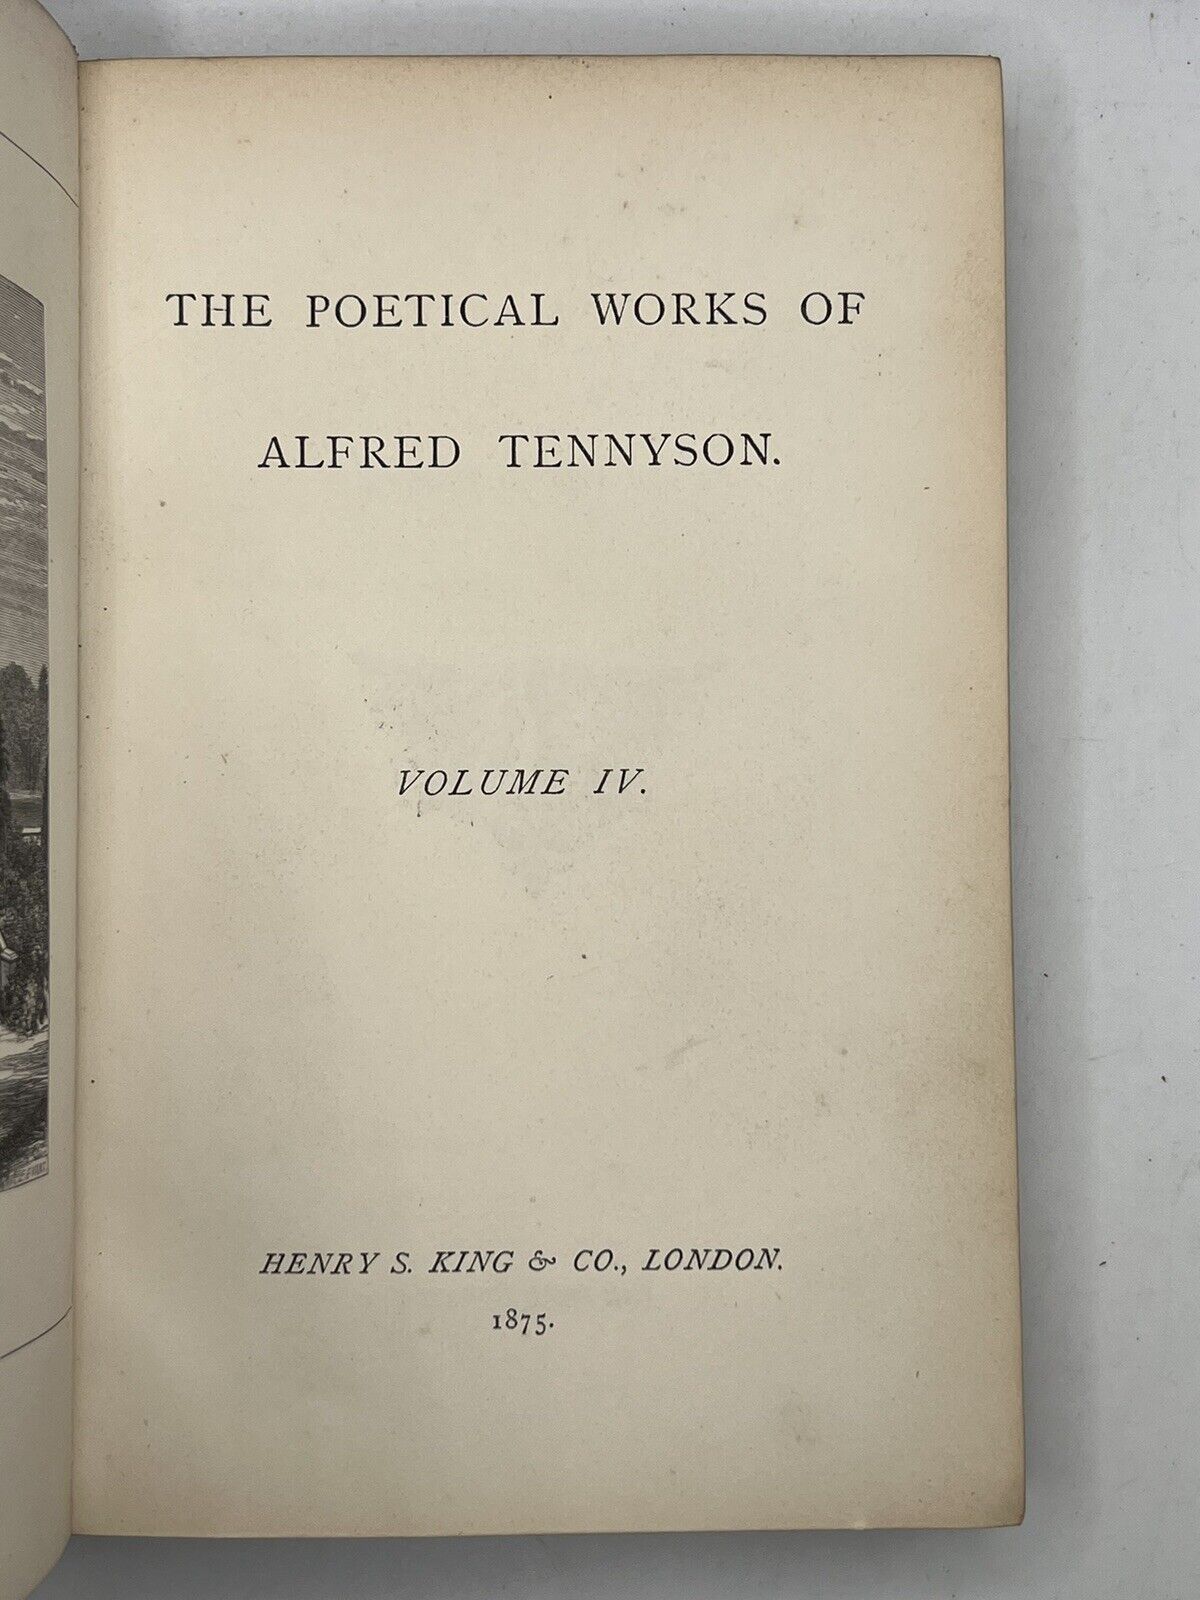 THE POETICAL WORKS OF
ALFRED TENNYSON.
VOLUME IV.
HENRY S. KING & CO., LONDON.
1875.